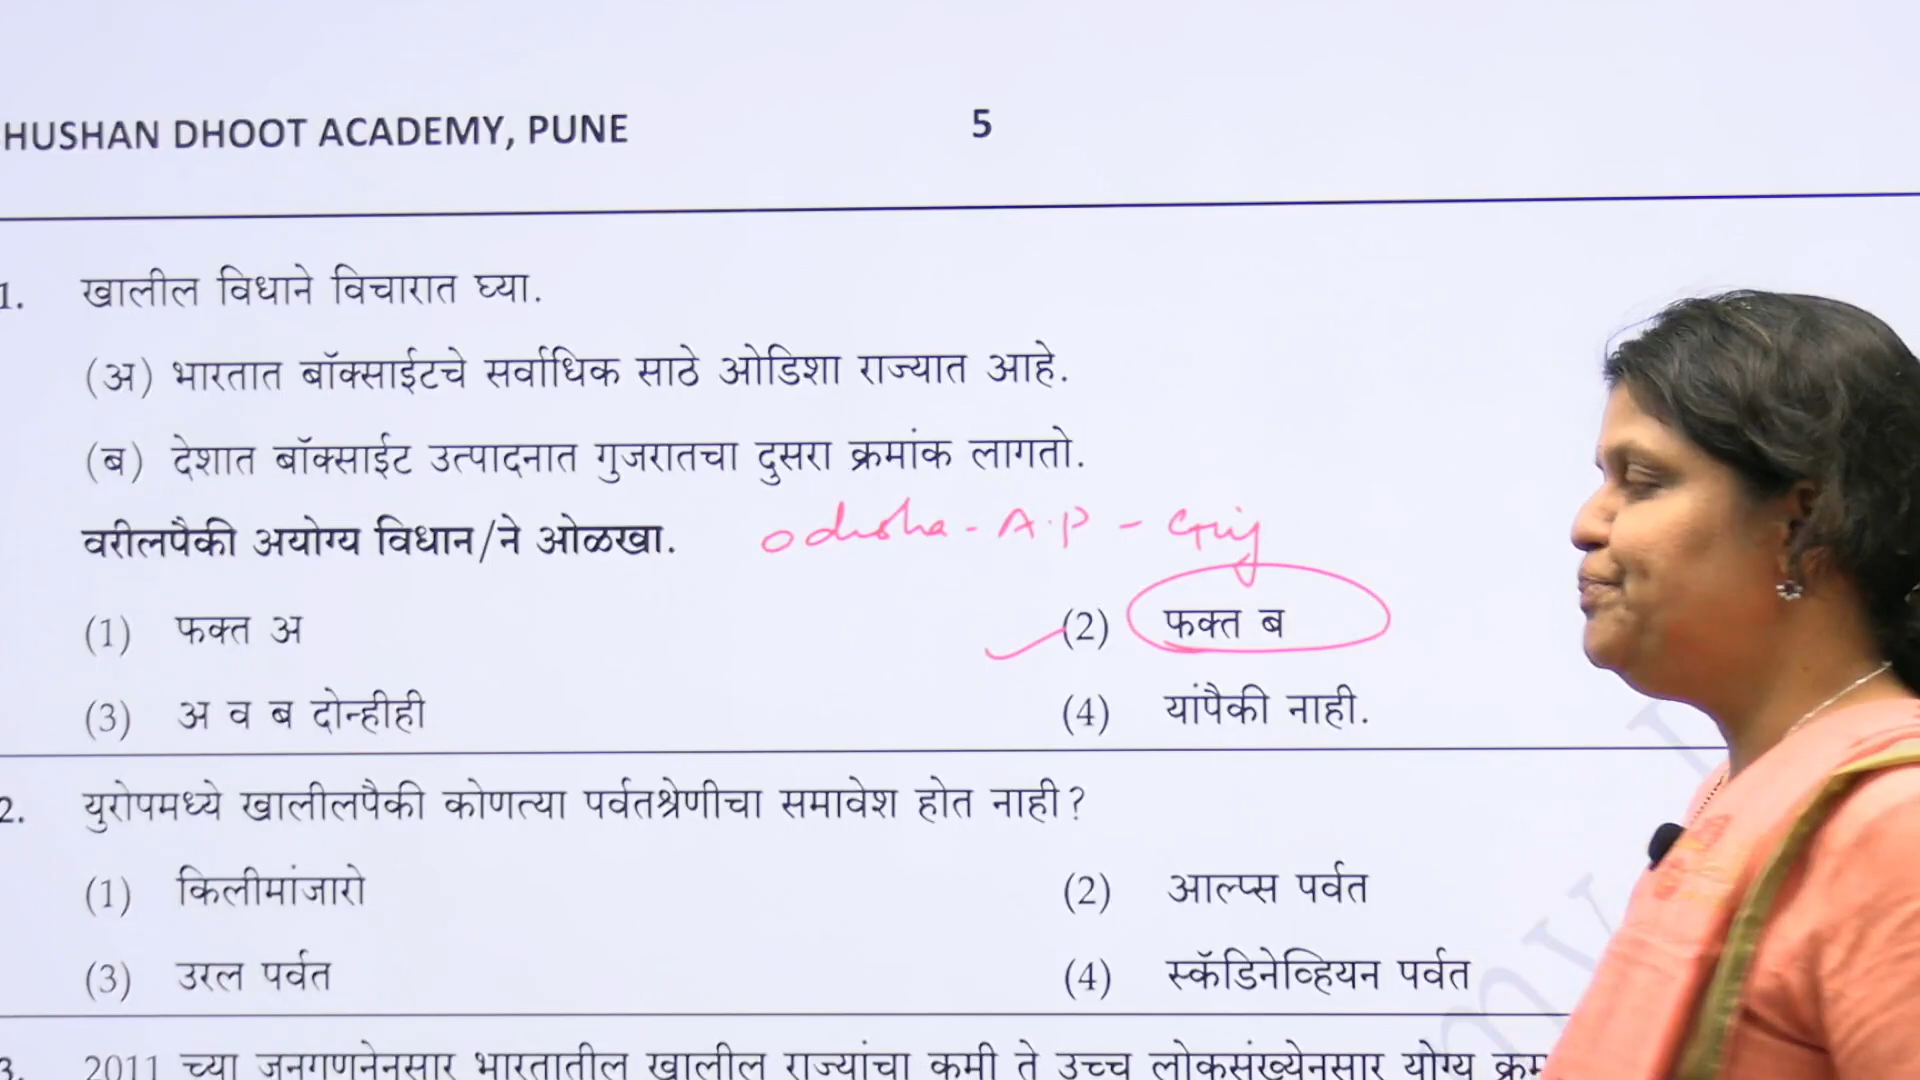 HUSHAN DHOOT ACADEMY, PUNE 5
1. खालील विधाने विचारात घ्या.
(अ) भारतात बॉक्साईटचे सर्वाधिक साठे ओडिशा राज्यात आहे.
(ब) देशात बॉक्साईट उत्पादनात गुजरातचा दुसरा क्रमांक लागतो.
वरीलपैकी अयोग्य विधान/ने ओळखा. odisha - A.P - Guj
(1) फक्त अ (2) फक्त ब
(3) अ व ब दोन्हीही (4) यांपैकी नाही.
2. युरोपमध्ये खालीलपैकी कोणत्या पर्वतश्रेणीचा समावेश होत नाही?
(1) किलीमांजारो (2) आल्प्स पर्वत
(3) उरल पर्वत (4) स्कॅडिनेव्हियन पर्वत
3. 2011 च्या जनगणनेनुसार भारतातील खालील राज्यांचा कमी ते उच्च लोकसंख्येनुसार योग्य क्रम